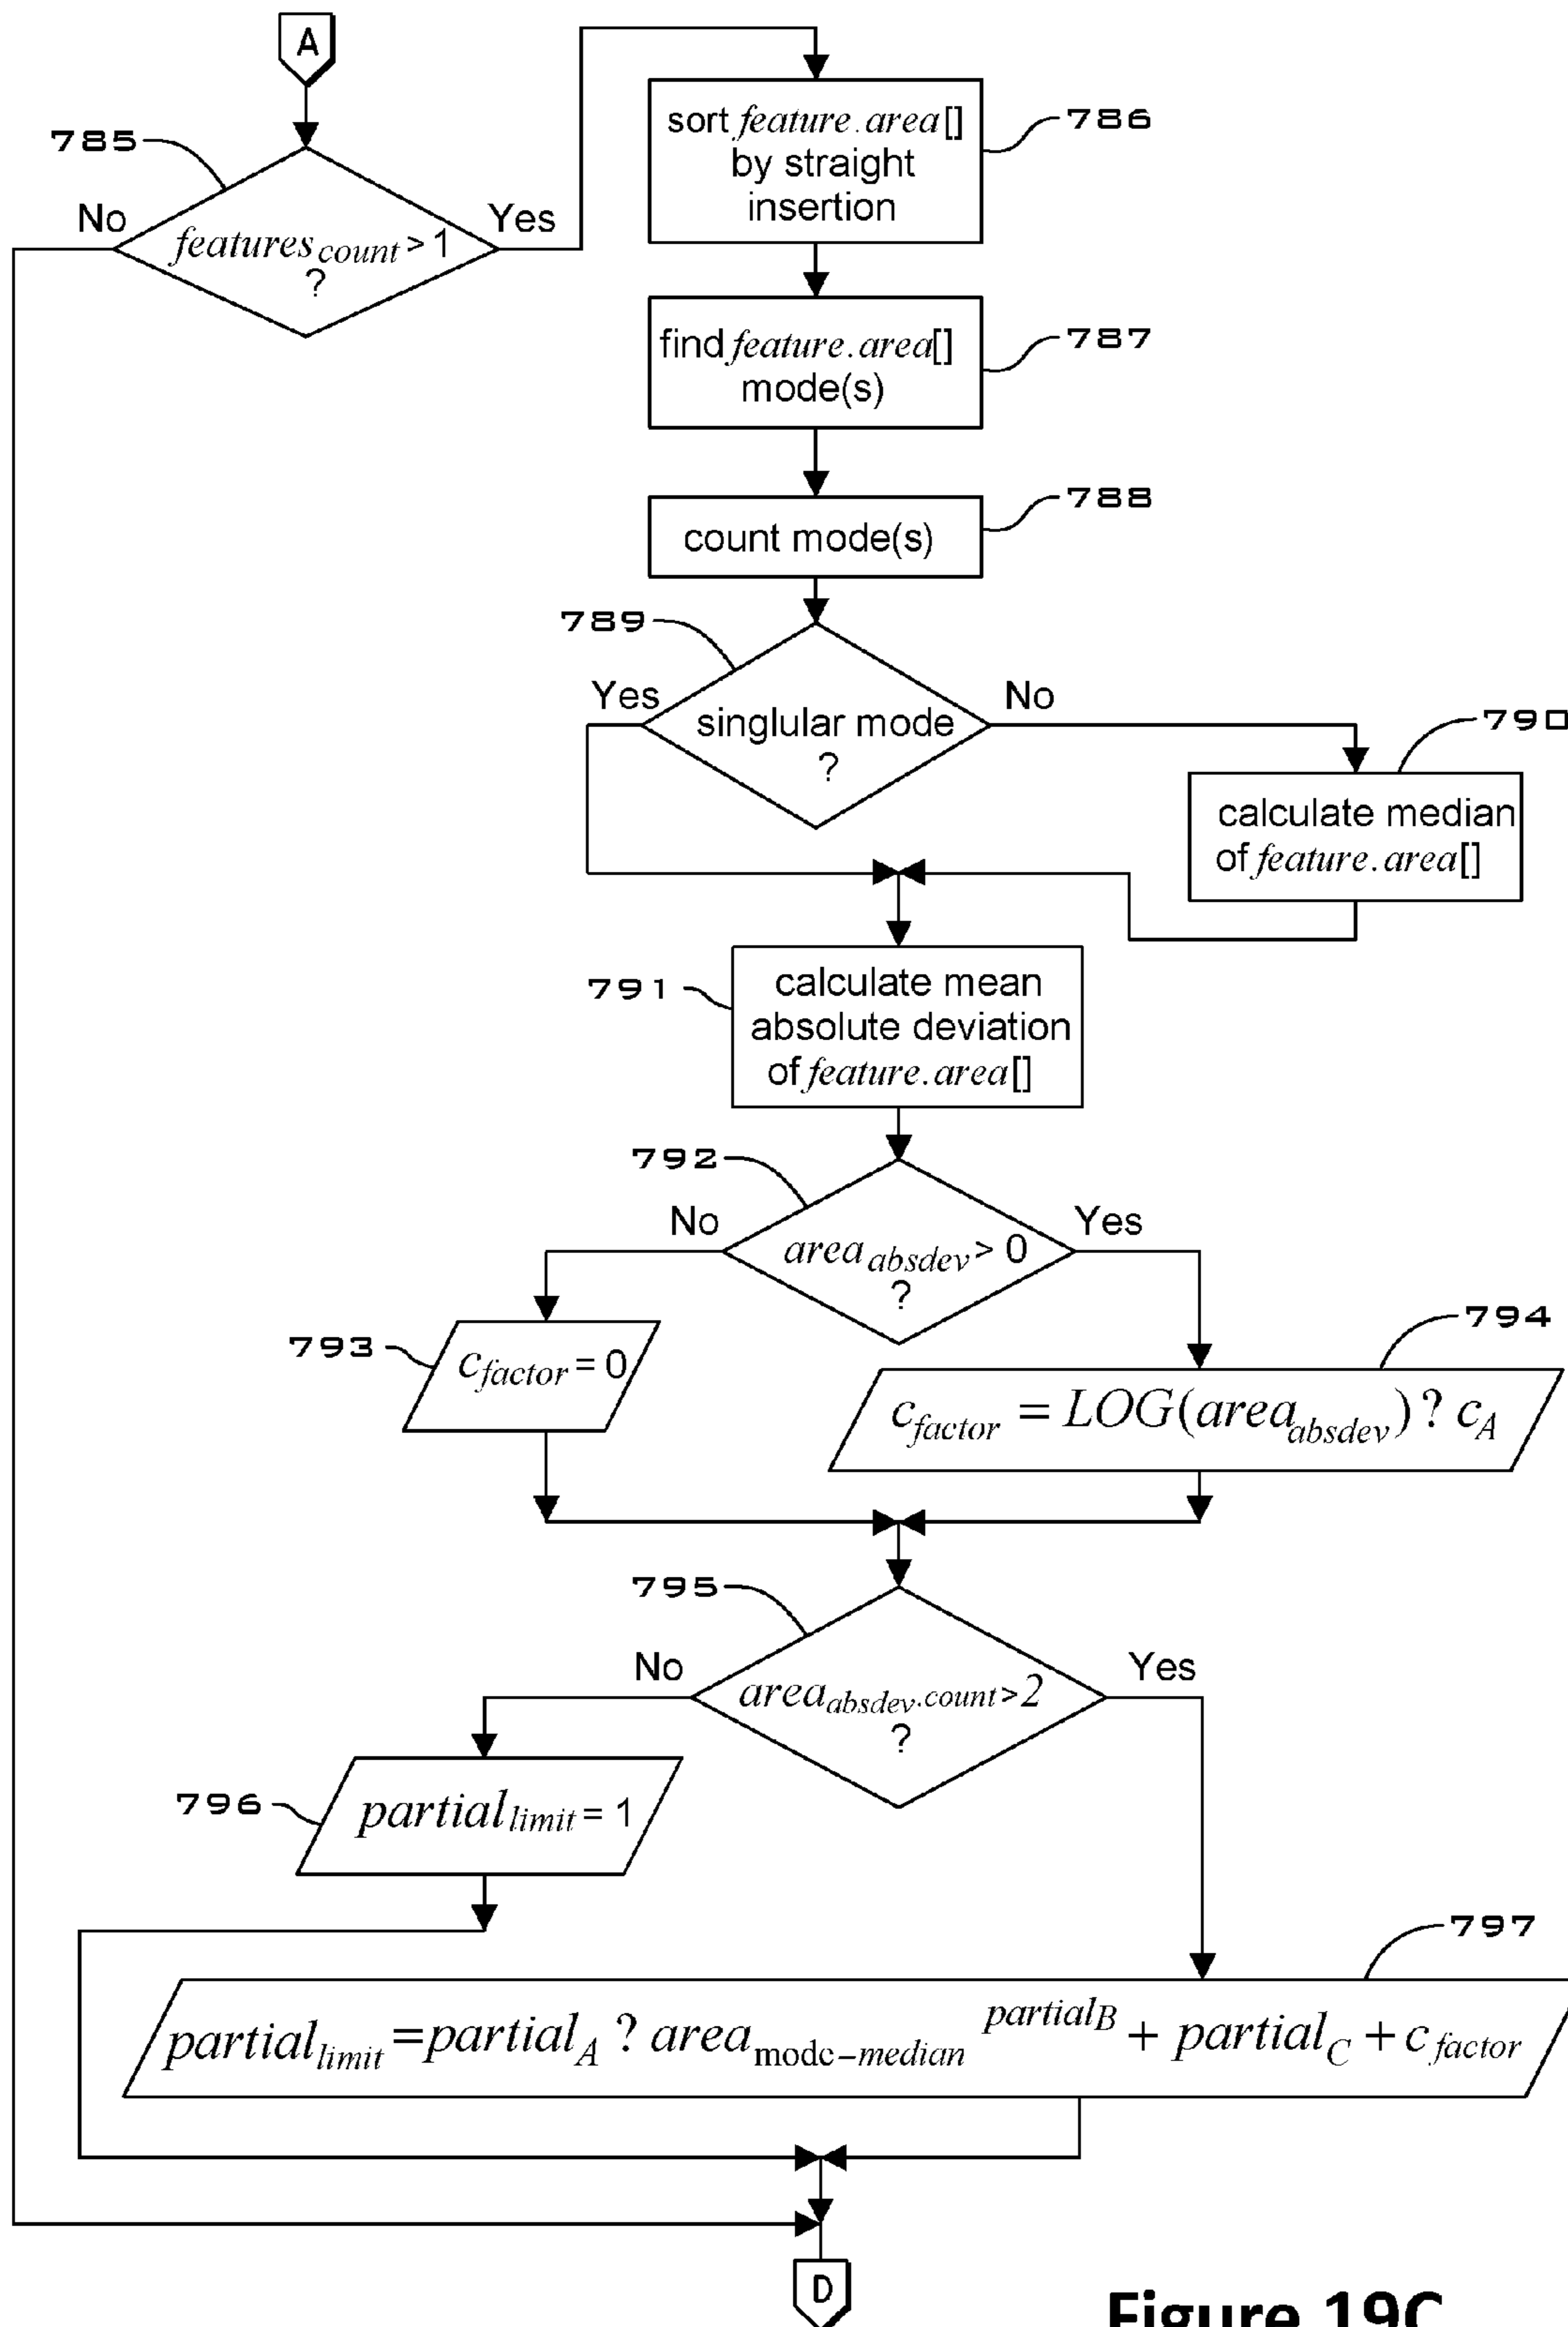 A
785
No
Yes
features count > 1
?
sort feature.area[]
by straight
insertion
786
find feature.area[]
mode(s)
787
count mode(s)
788
789
Yes
No
singlular mode
?
790
calculate median
of feature.area[]
791
calculate mean
absolute deviation
of feature.area[]
792
No
Yes
area absdev > 0
?
793
c factor = 0
794
c factor = LOG(area absdev) ? c A
795
No
Yes
area absdev.count >2
?
796
partial limit = 1
797
partial limit =partial A ? area mode-median partialB + partial C + c factor
D
Figure 19C